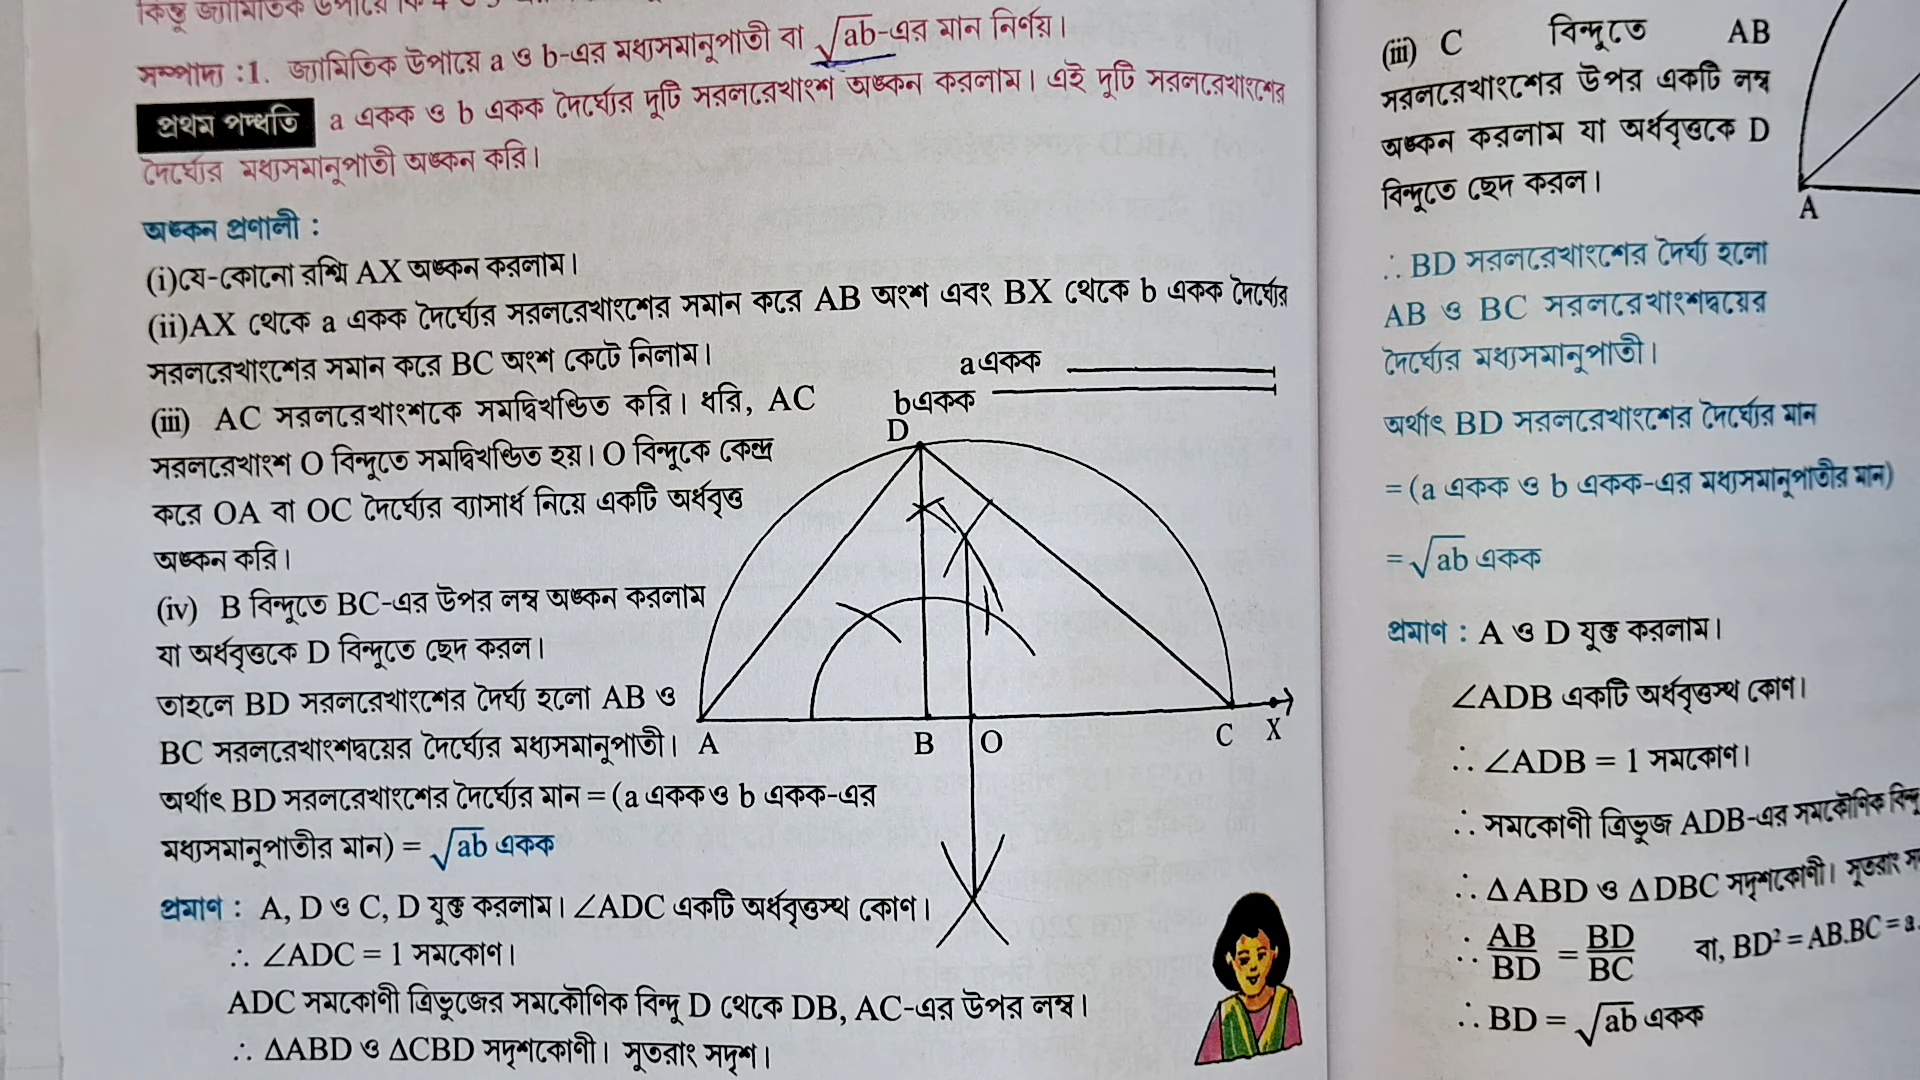 কিন্তু জ্যামিতিক উপায়ে কি
সম্পাদ্য :1. জ্যামিতিক উপায়ে a ও b-এর মধ্যসমানুপাতী বা √ab-এর মান নির্ণয়।
প্রথম পদ্ধতি a একক ও b একক দৈর্ঘ্যের দুটি সরলরেখাংশ অঙ্কন করলাম। এই দুটি সরলরেখাংশের
দৈর্ঘ্যের মধ্যসমানুপাতী অঙ্কন করি।
অঙ্কন প্রণালী :
(i)যে-কোনো রশ্মি AX অঙ্কন করলাম।
(ii)AX থেকে a একক দৈর্ঘ্যের সরলরেখাংশের সমান করে AB অংশ এবং BX থেকে b একক দৈর্ঘ্যের
সরলরেখাংশের সমান করে BC অংশ কেটে নিলাম।
a একক
b একক
(iii) AC সরলরেখাংশকে সমদ্বিখণ্ডিত করি। ধরি, AC
সরলরেখাংশ O বিন্দুতে সমদ্বিখণ্ডিত হয়। O বিন্দুকে কেন্দ্র
করে OA বা OC দৈর্ঘ্যের ব্যাসার্ধ নিয়ে একটি অর্ধবৃত্ত
অঙ্কন করি।
(iv) B বিন্দুতে BC-এর উপর লম্ব অঙ্কন করলাম
যা অর্ধবৃত্তকে D বিন্দুতে ছেদ করল।
তাহলে BD সরলরেখাংশের দৈর্ঘ্য হলো AB ও
BC সরলরেখাংশদ্বয়ের দৈর্ঘ্যের মধ্যসমানুপাতী।
D
A B O C X
অর্থাৎ BD সরলরেখাংশের দৈর্ঘ্যের মান = (a একক ও b একক-এর
মধ্যসমানুপাতীর মান) = √ab একক
প্রমাণ : A, D ও C, D যুক্ত করলাম। ∠ADC একটি অর্ধবৃত্তস্থ কোণ।
∴ ∠ADC = 1 সমকোণ।
ADC সমকোণী ত্রিভুজের সমকৌণিক বিন্দু D থেকে DB, AC-এর উপর লম্ব।
∴ ΔABD ও ΔCBD সদৃশকোণী। সুতরাং সদৃশ।
(iii) C বিন্দুতে AB
সরলরেখাংশের উপর একটি লম্ব
অঙ্কন করলাম যা অর্ধবৃত্তকে D
বিন্দুতে ছেদ করল।
A
∴ BD সরলরেখাংশের দৈর্ঘ্য হলো
AB ও BC সরলরেখাংশদ্বয়ের
দৈর্ঘ্যের মধ্যসমানুপাতী।
অর্থাৎ BD সরলরেখাংশের দৈর্ঘ্যের মান
= (a একক ও b একক-এর মধ্যসমানুপাতীর মান)
= √ab একক
প্রমাণ : A ও D যুক্ত করলাম।
∠ADB একটি অর্ধবৃত্তস্থ কোণ।
∴ ∠ADB = 1 সমকোণ।
∴ সমকোণী ত্রিভুজ ADB-এর সমকৌণিক বিন্দু
∴ ΔABD ও ΔDBC সদৃশকোণী। সুতরাং
∴ AB/BD = BD/BC বা, BD² = AB.BC = a.
∴ BD = √ab একক